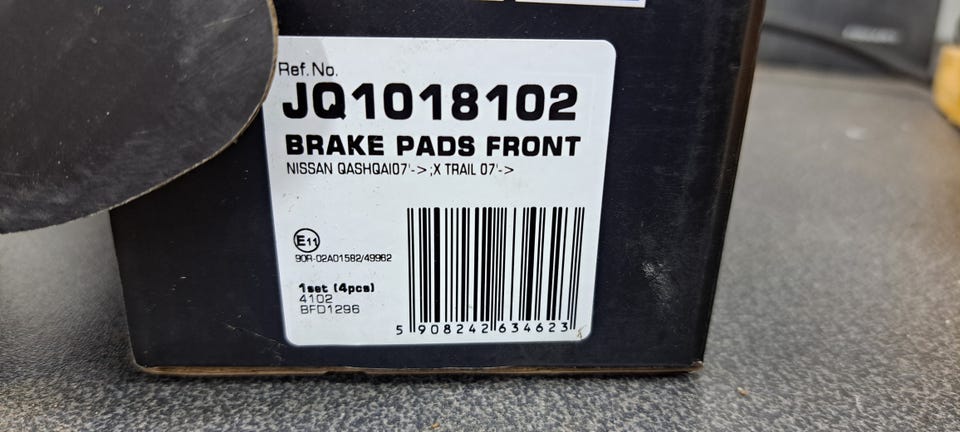 Ref. No.
JQ1018102
BRAKE PADS FRONT
NISSAN QASHQAI07'->;X TRAIL 07'->
E11
90R-02A01582/49982
1set (4pcs)
4102
BFD1296
5 908242 634623